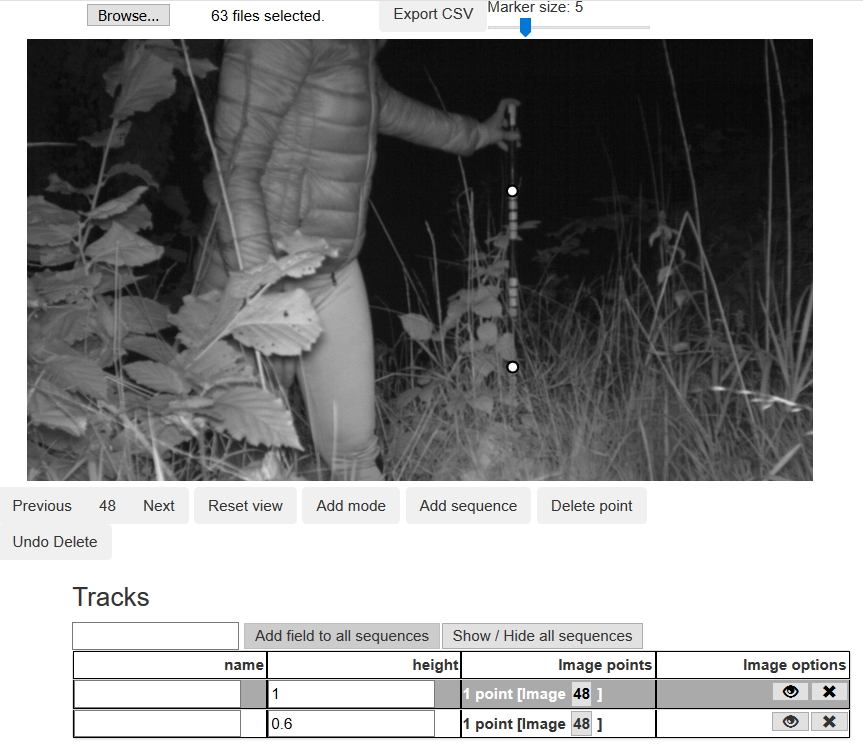 Browse... 63 files selected. Export CSV Marker size: 5
Previous 48 Next Reset view Add mode Add sequence Delete point
Undo Delete
Tracks
Add field to all sequences Show / Hide all sequences
name height Image points Image options
1 1 point [Image 48 ]
0.6 1 point [Image 48 ]